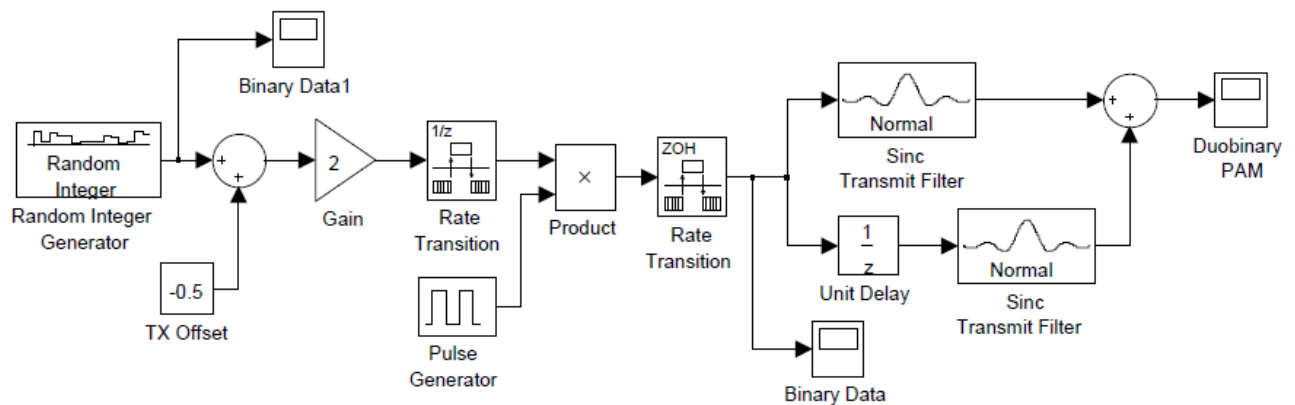 Binary Data1
Random
Integer
Random Integer
Generator
+
+
-0.5
TX Offset
2
Gain
1/z
Rate
Transition
Pulse
Generator
×
Product
ZOH
Rate
Transition
Normal
Sinc
Transmit Filter
1
z
Unit Delay
Normal
Sinc
Transmit Filter
Binary Data
+
+
Duobinary
PAM